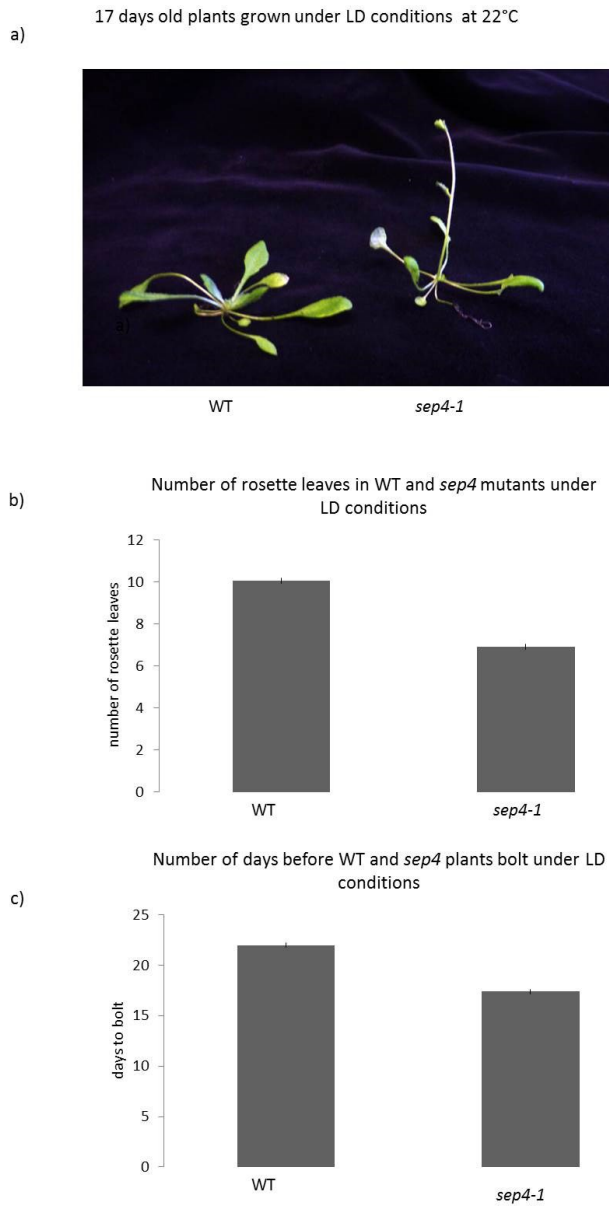 17 days old plants grown under LD conditions at 22°C
a)
a)
WT
sep4-1
b)
Number of rosette leaves in WT and sep4 mutants under
LD conditions
number of rosette leaves
12
10
8
6
4
2
0
WT
sep4-1
c)
Number of days before WT and sep4 plants bolt under LD
conditions
days to bolt
25
20
15
10
5
0
WT
sep4-1